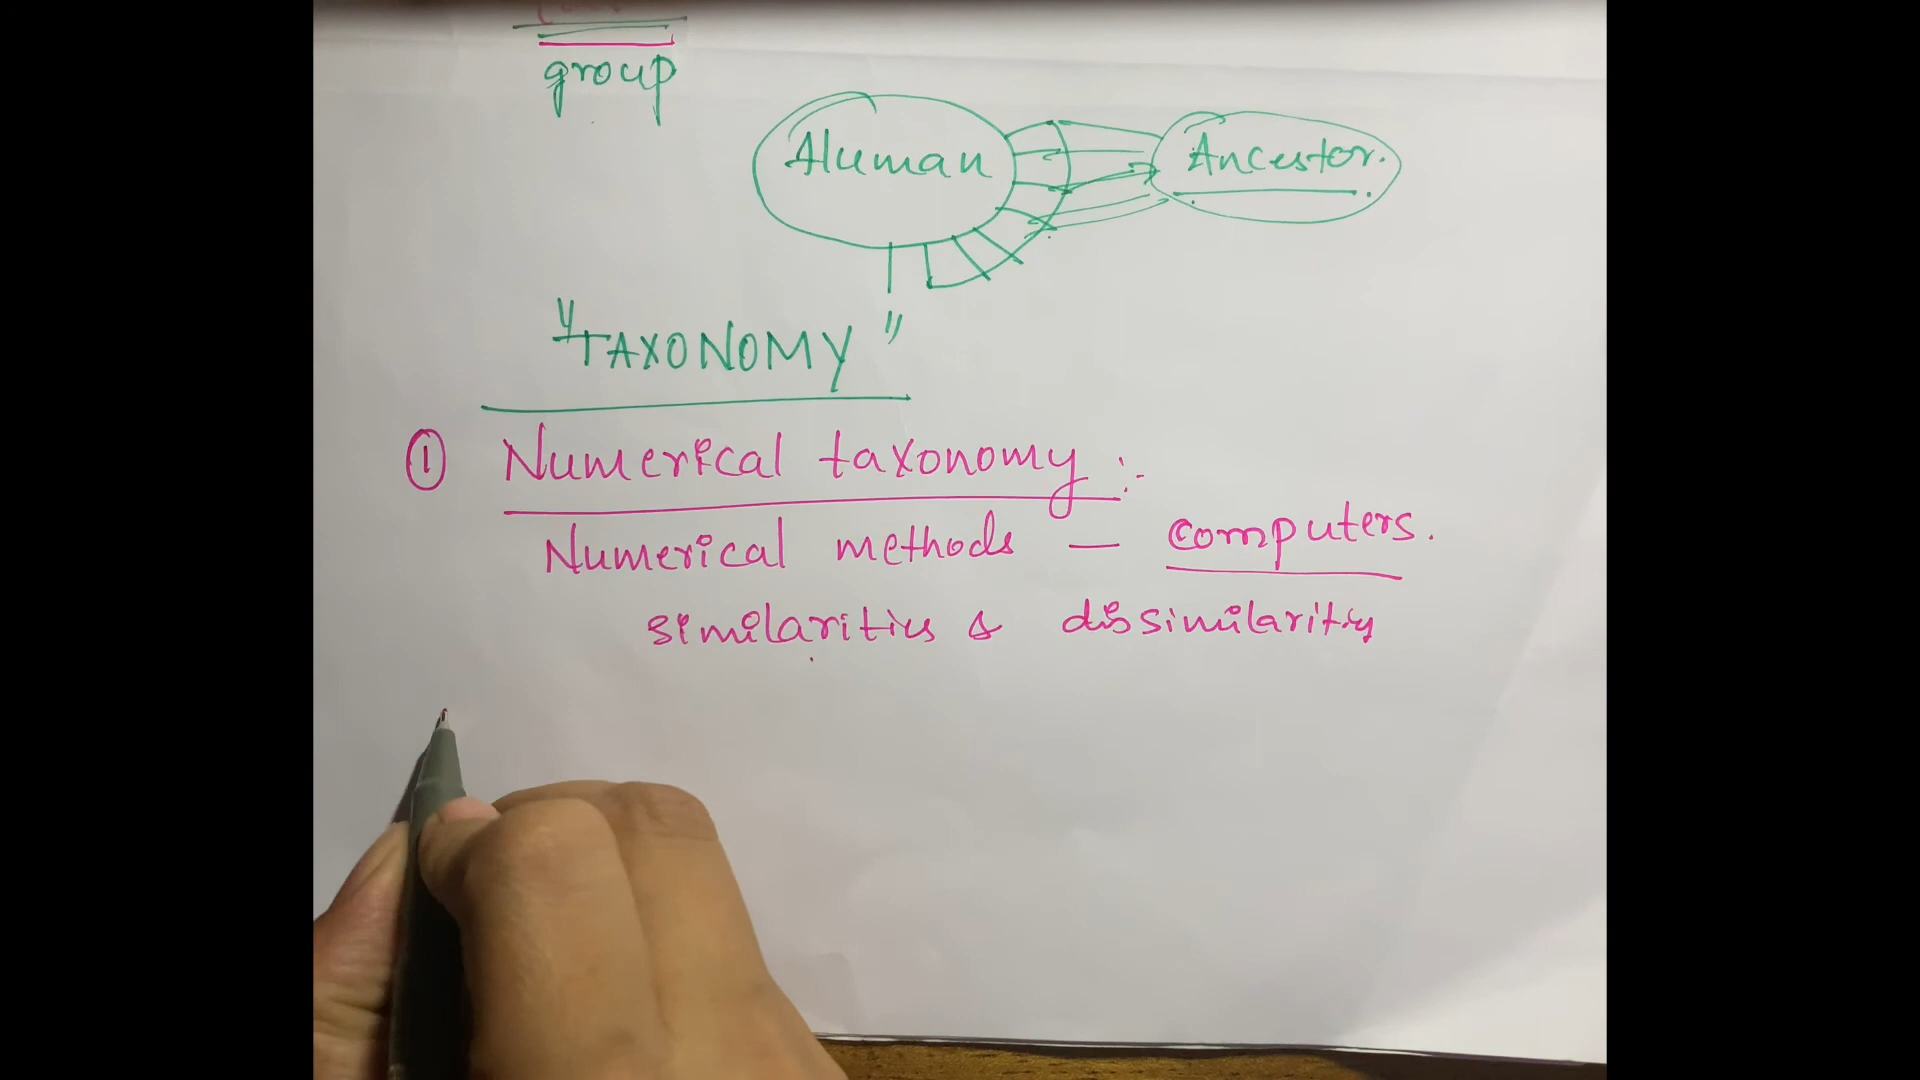 group
Human
Ancestor.
"TAXONOMY"
① Numerical taxonomy :-
Numerical methods — computers.
similarities & dissimilarity